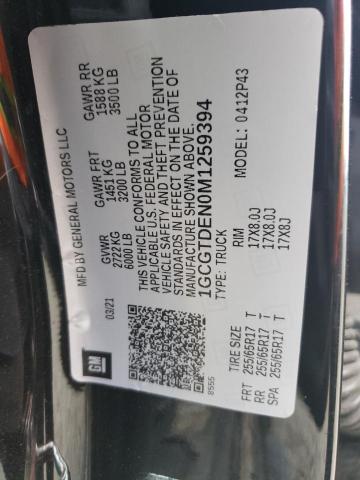 GM
MFD BY GENERAL MOTORS LLC
03/21
GVWR
2722 KG
6000 LB
GAWR FRT
1451 KG
3200 LB
GAWR RR
1588 KG
3500 LB
THIS VEHICLE CONFORMS TO ALL
APPLICABLE U.S. FEDERAL MOTOR
VEHICLE SAFETY AND THEFT PREVENTION
STANDARDS IN EFFECT ON THE DATE OF
MANUFACTURE SHOWN ABOVE.
1GCGTDEN0M1259394
TYPE: TRUCK
MODEL: 0412P43
8555
TIRE SIZE
RIM
FRT 255/65R17 T 17X8.0J
RR 255/65R17 T 17X8.0J
SPA 255/65R17 T 17X8J